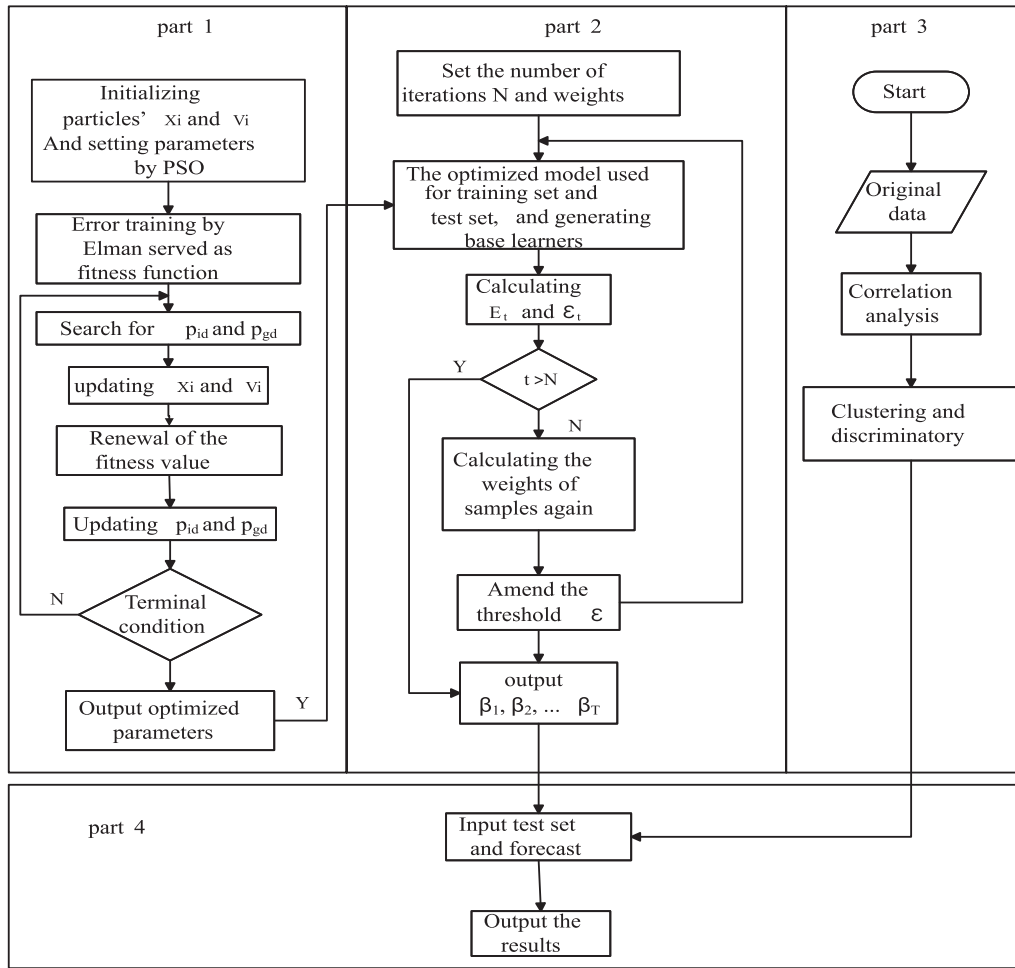 part 1
Initializing
particles' Xi and Vi
And setting parameters
by PSO
Error training by
Elman served as
fitness function
Search for pid and pgd
updating Xi and Vi
Renewal of the
fitness value
Updating pid and pgd
N
Terminal
condition
Output optimized
parameters
Y
part 2
Set the number of
iterations N and weights
The optimized model used
for training set and
test set, and generating
base learners
Calculating
Et and εt
Y
t >N
N
Calculating the
weights of
samples again
Amend the
threshold ε
output
β1, β2, ... βT
part 3
Start
Original
data
Correlation
analysis
Clustering and
discriminatory
part 4
Input test set
and forecast
Output the
results